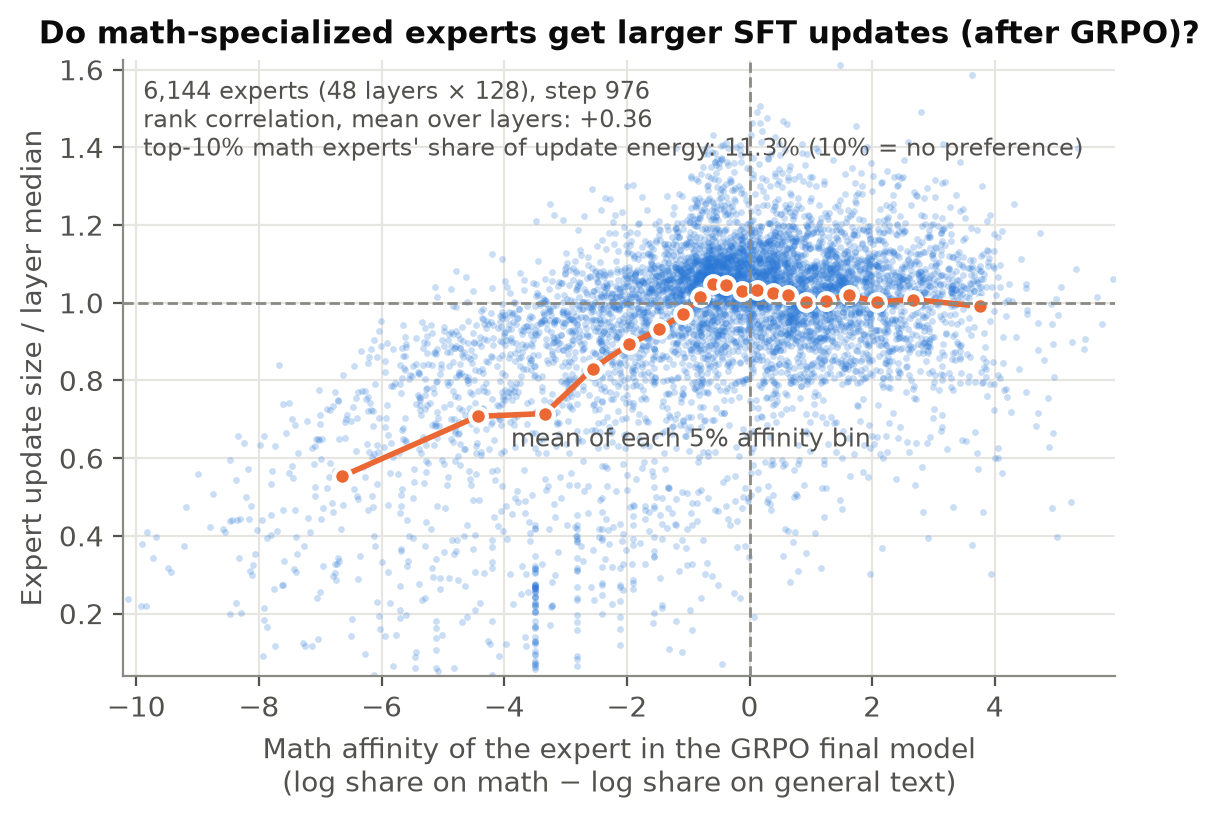 Do math-specialized experts get larger SFT updates (after GRPO)?
6,144 experts (48 layers × 128), step 976
rank correlation, mean over layers: +0.36
top-10% math experts' share of update energy: 11.3% (10% = no preference)
mean of each 5% affinity bin
Expert update size / layer median
1.6
1.4
1.2
1.0
0.8
0.6
0.4
0.2
−10 −8 −6 −4 −2 0 2 4
Math affinity of the expert in the GRPO final model
(log share on math − log share on general text)